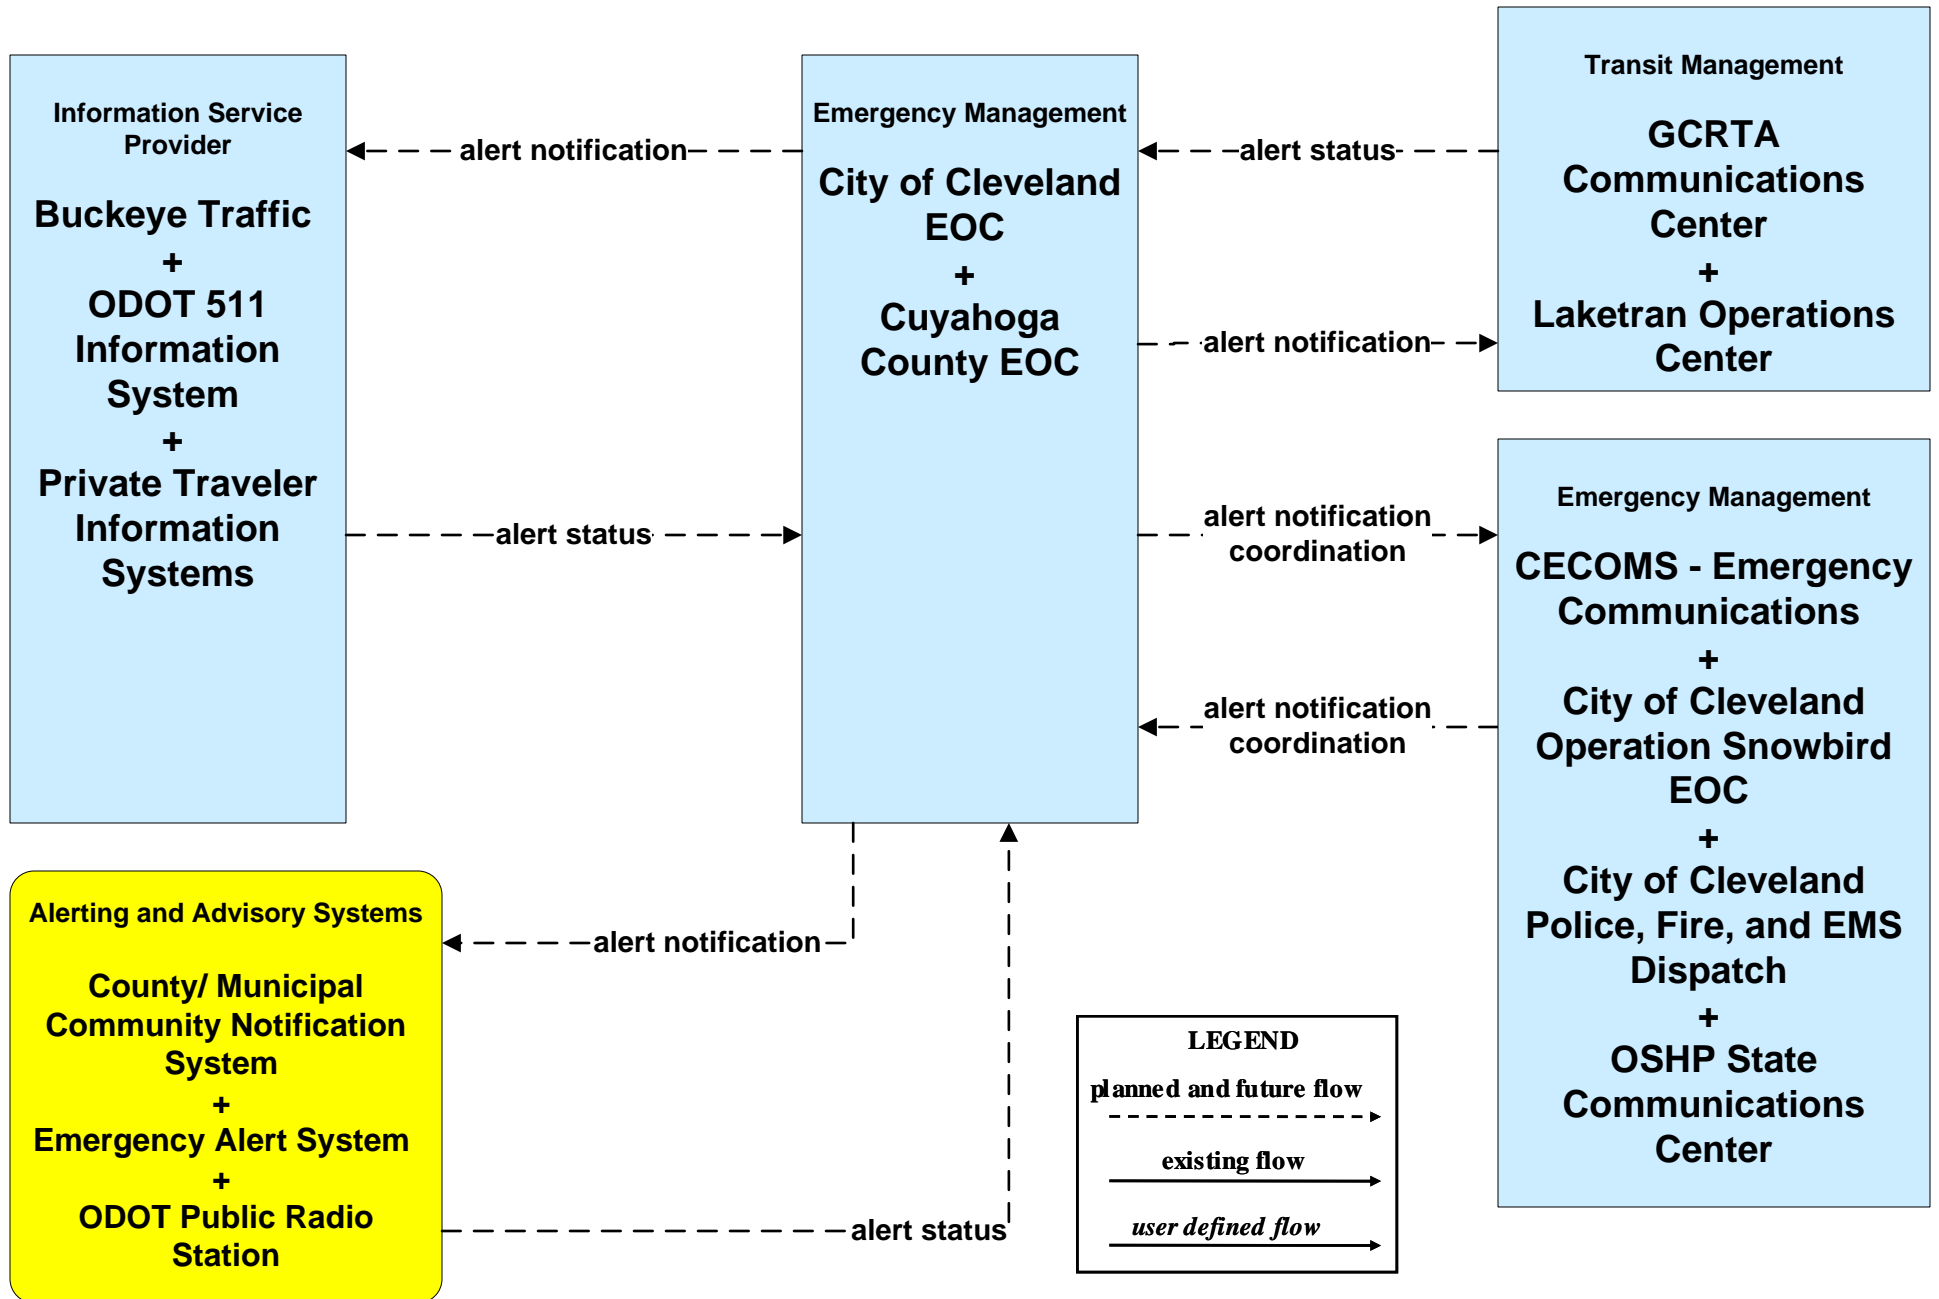 Information Service
Provider
Buckeye Traffic
+
ODOT 511
Information
System
+
Private Traveler
Information
Systems
alert notification
alert status
Emergency Management
City of Cleveland
EOC
+
Cuyahoga
County EOC
alert status
alert notification
alert notification
coordination
alert notification
coordination
Transit Management
GCRTA
Communications
Center
+
Laketran Operations
Center
Emergency Management
CECOMS - Emergency
Communications
+
City of Cleveland
Operation Snowbird
EOC
+
City of Cleveland
Police, Fire, and EMS
Dispatch
+
OSHP State
Communications
Center
Alerting and Advisory Systems
County/ Municipal
Community Notification
System
+
Emergency Alert System
+
ODOT Public Radio
Station
alert notification
alert status
LEGEND
planned and future flow
existing flow
user defined flow